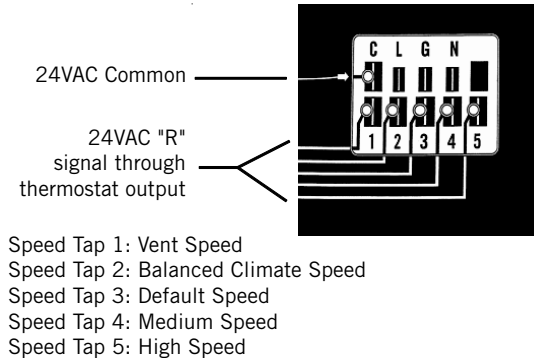 C L G N
24VAC Common
24VAC "R"
signal through
thermostat output
1 2 3 4 5
Speed Tap 1: Vent Speed
Speed Tap 2: Balanced Climate Speed
Speed Tap 3: Default Speed
Speed Tap 4: Medium Speed
Speed Tap 5: High Speed